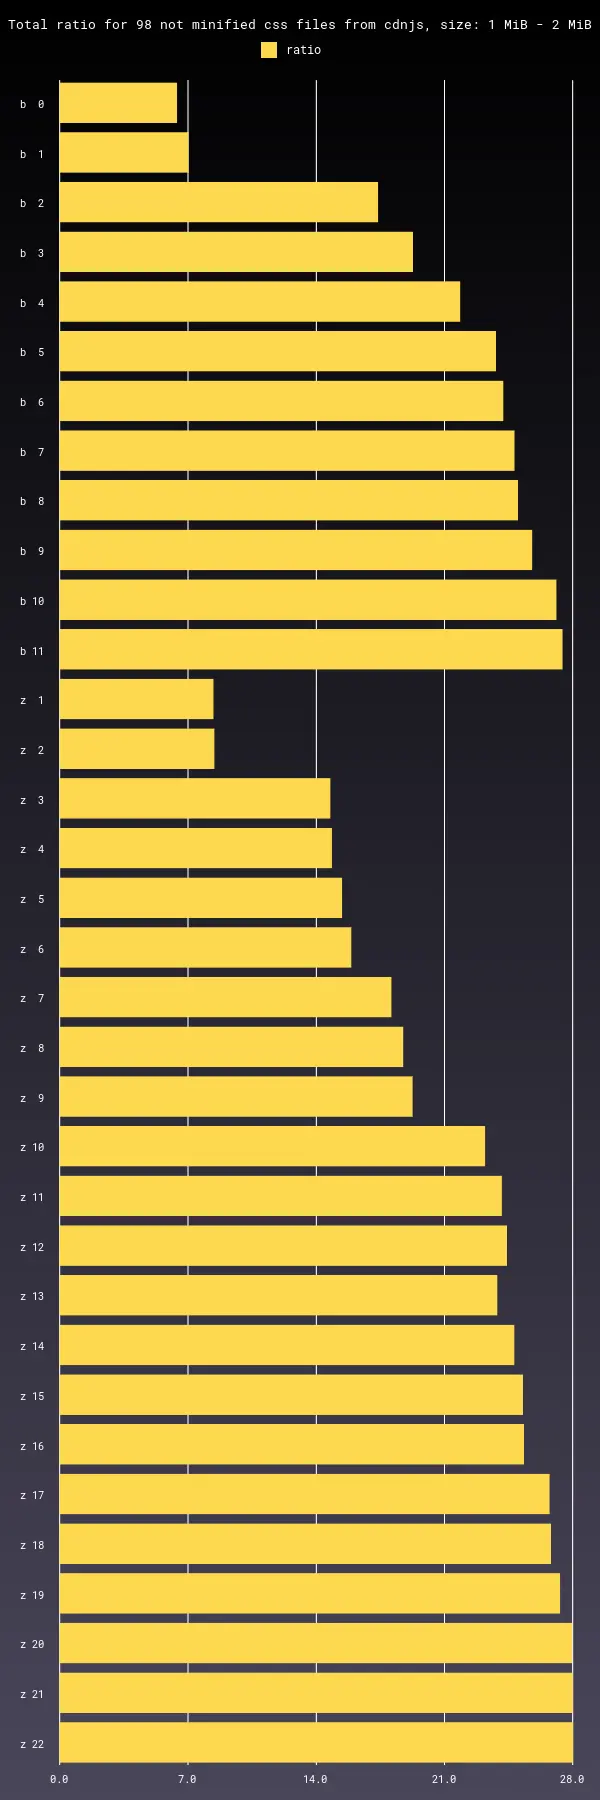 Total ratio for 98 not minified css files from cdnjs, size: 1 MiB - 2 MiB
ratio
b  0
b  1
b  2
b  3
b  4
b  5
b  6
b  7
b  8
b  9
b 10
b 11
z  1
z  2
z  3
z  4
z  5
z  6
z  7
z  8
z  9
z 10
z 11
z 12
z 13
z 14
z 15
z 16
z 17
z 18
z 19
z 20
z 21
z 22
0.0 7.0 14.0 21.0 28.0